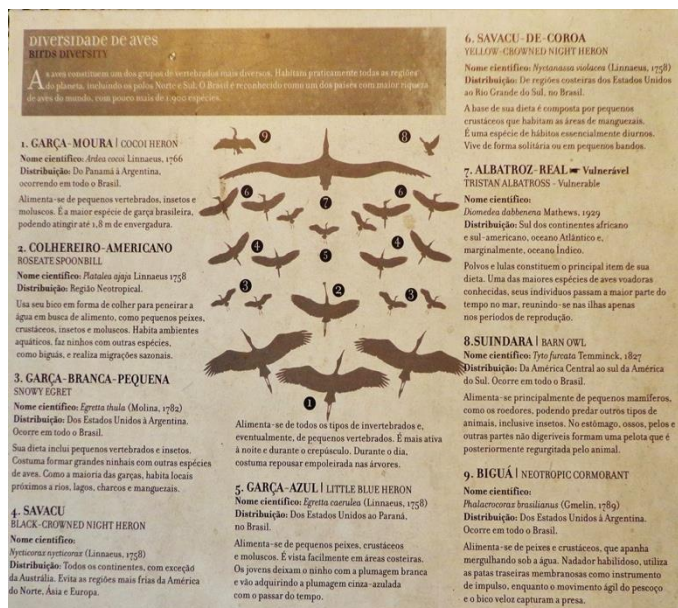 Diversidade de aves
BIRDS DIVERSITY
As aves constituem um dos grupos de vertebrados mais diversos. Habitam praticamente todas as regiões
do planeta, incluindo os polos Norte e Sul. O Brasil é reconhecido como um dos países com maior riqueza
de aves do mundo, com pouco mais de 1.900 espécies.
1. GARÇA-MOURA | COCOI HERON
Nome científico: Ardea cocoi Linnaeus, 1766
Distribuição: Do Panamá à Argentina,
ocorrendo em todo o Brasil.
Alimenta-se de pequenos vertebrados, insetos e
moluscos. É a maior espécie de garça brasileira,
podendo atingir até 1,8 m de envergadura.
2. COLHEREIRO-AMERICANO
ROSEATE SPOONBILL
Nome científico: Platalea ajaja Linnaeus 1758
Distribuição: Região Neotropical.
Usa seu bico em forma de colher para peneirar a
água em busca de alimento, como pequenos peixes,
crustáceos, insetos e moluscos. Habita ambientes
aquáticos, faz ninhos com outras espécies,
como biguás, e realiza migrações sazonais.
3. GARÇA-BRANCA-PEQUENA
SNOWY EGRET
Nome científico: Egretta thula (Molina, 1782)
Distribuição: Dos Estados Unidos à Argentina.
Ocorre em todo o Brasil.
Sua dieta inclui pequenos vertebrados e insetos.
Costuma formar grandes ninhais com outras espécies
de aves. Como a maioria das garças, habita locais
próximos a rios, lagos, charcos e manguezais.
4. SAVACU
BLACK-CROWNED NIGHT HERON
Nome científico:
Nycticorax nycticorax (Linnaeus, 1758)
Distribuição: Todos os continentes, com exceção
da Austrália. Evita as regiões mais frias da América
do Norte, Ásia e Europa.
9
8
6
7
6
4
5
4
3
2
3
1
Alimenta-se de todos os tipos de invertebrados e,
eventualmente, de pequenos vertebrados. É mais ativa
à noite e durante o crepúsculo. Durante o dia,
costuma repousar empoleirada nas árvores.
5. GARÇA-AZUL | LITTLE BLUE HERON
Nome científico: Egretta caerulea (Linnaeus, 1758)
Distribuição: Dos Estados Unidos ao Paraná,
no Brasil.
Alimenta-se de pequenos peixes, crustáceos
e moluscos. É vista facilmente em áreas costeiras.
Os jovens deixam o ninho com a plumagem branca
e vão adquirindo a plumagem cinza-azulada
com o passar do tempo.
6. SAVACU-DE-COROA
YELLOW-CROWNED NIGHT HERON
Nome científico: Nyctanassa violacea (Linnaeus, 1758)
Distribuição: De regiões costeiras dos Estados Unidos
ao Rio Grande do Sul, no Brasil.
A base de sua dieta é composta por pequenos
crustáceos que habitam as áreas de manguezais.
É uma espécie de hábitos essencialmente diurnos.
Vive de forma solitária ou em pequenos bandos.
7. ALBATROZ-REAL Vulnerável
TRISTAN ALBATROSS - Vulnerable
Nome científico:
Diomedea dabbenena Mathews, 1929
Distribuição: Sul dos continentes africano
e sul-americano, oceano Atlântico e,
marginalmente, oceano Índico.
Polvos e lulas constituem o principal item de sua
dieta. Uma das maiores espécies de aves voadoras
conhecidas, seus indivíduos passam a maior parte do
tempo no mar, reunindo-se nas ilhas apenas
nos períodos de reprodução.
8.SUINDARA | BARN OWL
Nome científico: Tyto furcata Temminck, 1827
Distribuição: Da América Central ao sul da América
do Sul. Ocorre em todo o Brasil.
Alimenta-se principalmente de pequenos mamíferos,
como os roedores, podendo predar outros tipos de
animais, inclusive insetos. No estômago, ossos, pelos e
outras partes não digeríveis formam uma pelota que é
posteriormente regurgitada pelo animal.
9. BIGUÁ | NEOTROPIC CORMORANT
Nome científico:
Phalacrocorax brasilianus (Gmelin, 1789)
Distribuição: Dos Estados Unidos à Argentina.
Ocorre em todo o Brasil.
Alimenta-se de peixes e crustáceos, que apanha
mergulhando sob a água. Nadador habilidoso, utiliza
as patas traseiras membranosas como instrumento
de impulso, enquanto o movimento ágil do pescoço
e o bico veloz capturam a presa.